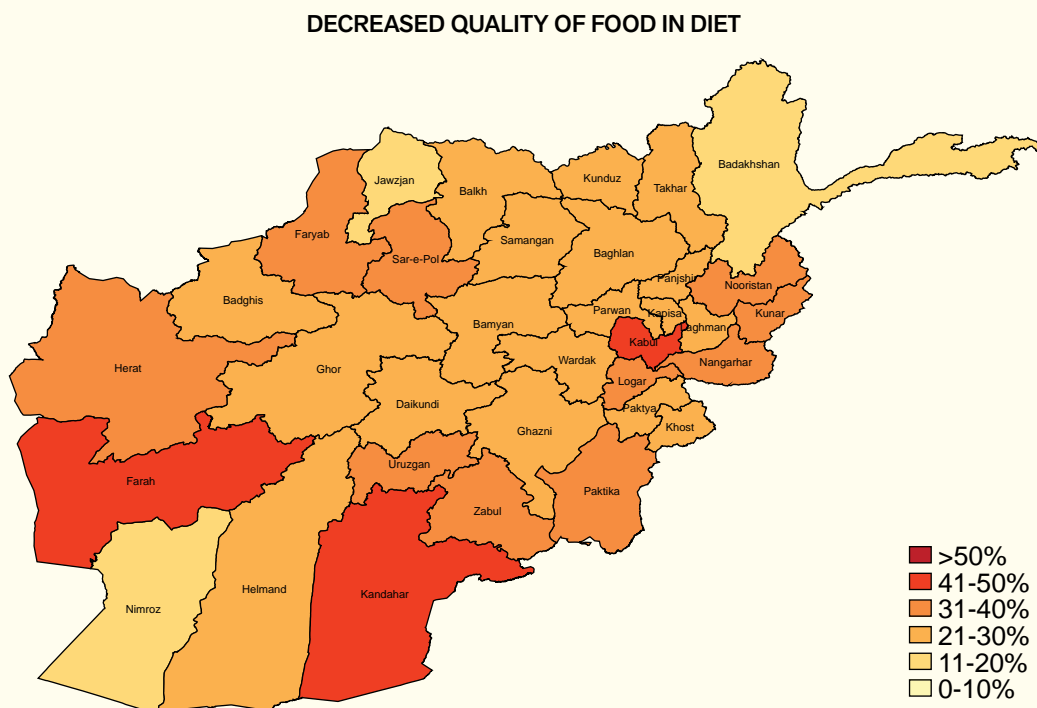 DECREASED QUALITY OF FOOD IN DIET
Badakhshan
Jawzjan
Balkh
Kunduz
Takhar
Faryab
Samangan
Baghlan
Sar-e-Pol
Panjshir
Nooristan
Badghis
Parwan
Kapisa
Kunar
Bamyan
Laghman
Kabul
Herat
Ghor
Wardak
Nangarhar
Logar
Daikundi
Paktya
Khost
Ghazni
Uruzgan
Farah
Paktika
Zabul
Helmand
Kandahar
Nimroz
>50%
41-50%
31-40%
21-30%
11-20%
0-10%